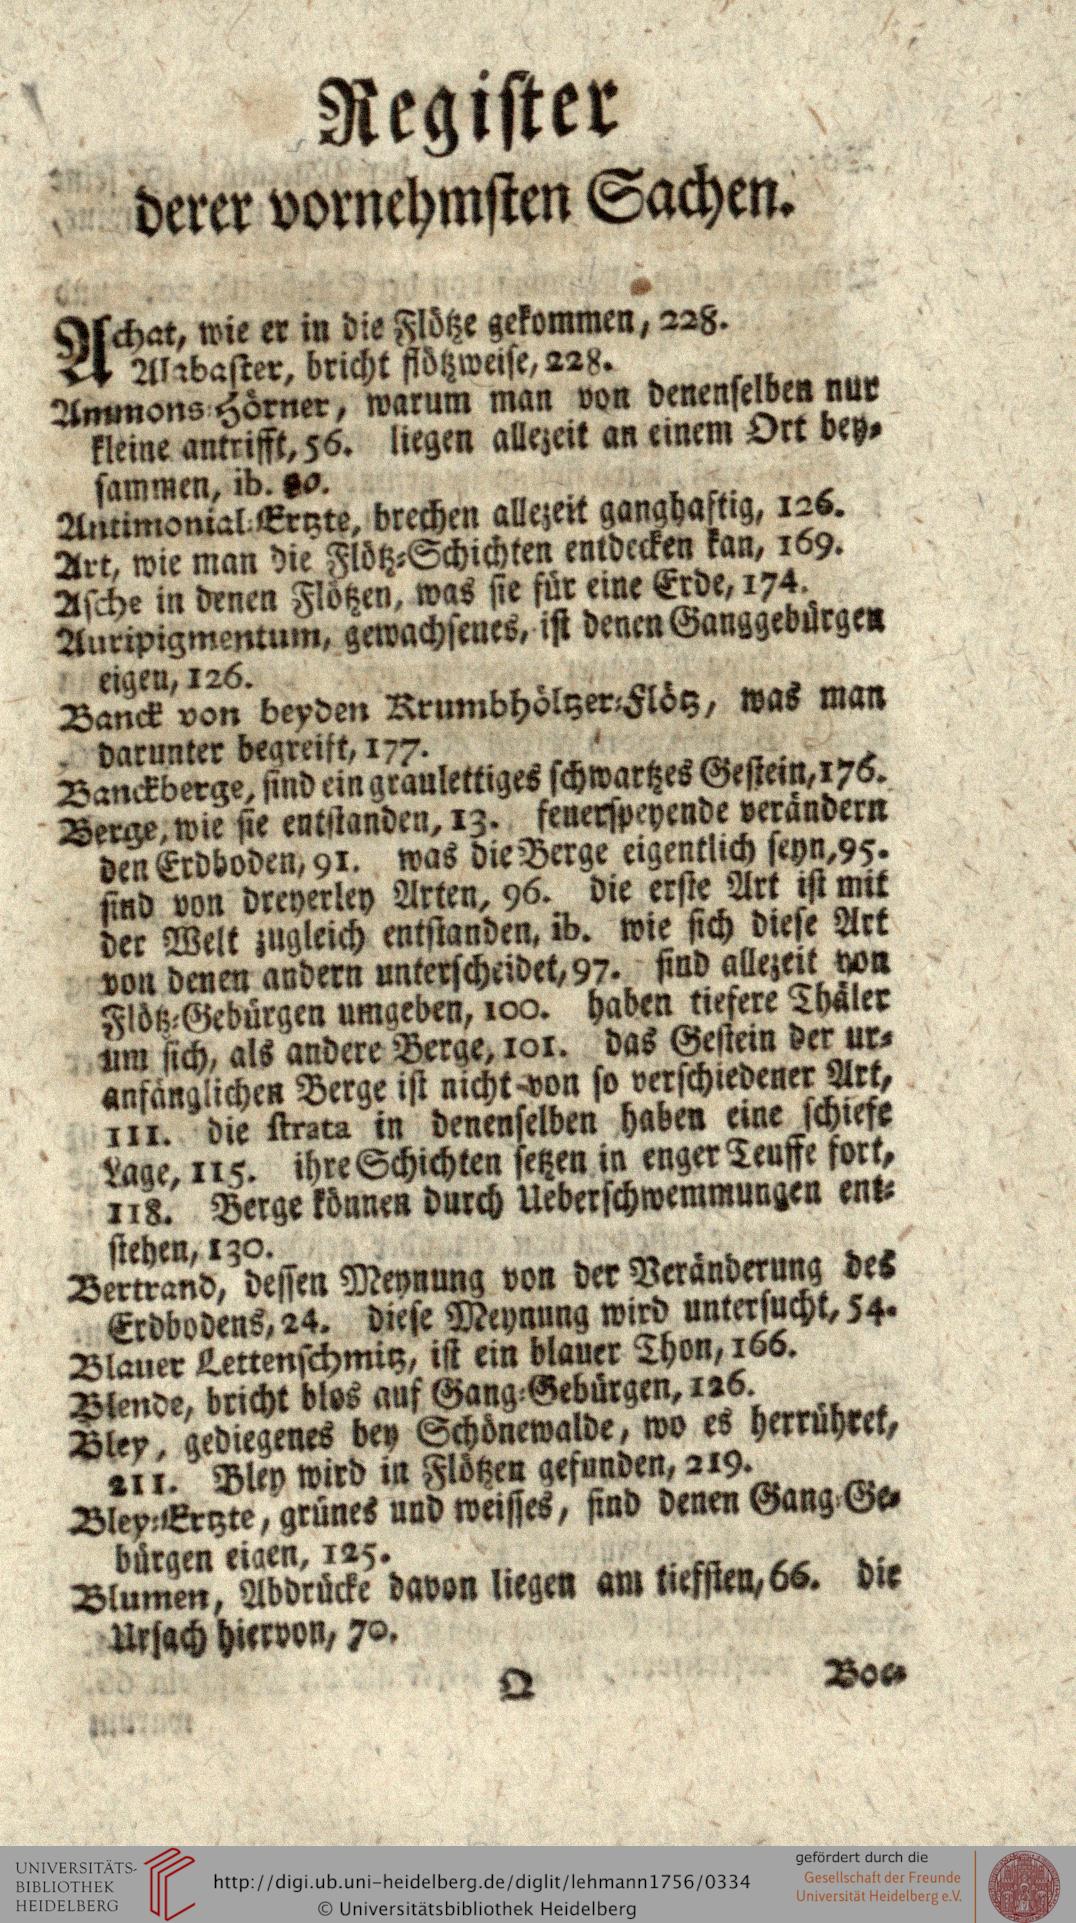 Regiſter
derer vornehmſten Sachen.
Achat, wie er in die Flötze gekommen, 228.
Alabaſter, bricht flötzweiſe, 228.
Ammons-Hörner, warum man von denenſelben nur
kleine antrifft, 56. liegen allezeit an einem Ort bey-
ſammen, ib. 80.
Antimonial-Ertzte, brechen allezeit ganghaftig, 126.
Art, wie man die Flötz-Schichten entdecken kan, 169.
Aſche in denen Flötzen, was ſie für eine Erde, 174.
Auripigmentum, gewachſenes, iſt denen Ganggebürgen
eigen, 126.
Banck von beyden Krumbhöltzer-Flötz, was man
darunter begreift, 177.
Banckberge, ſind ein graulettiges ſchwartzes Geſtein, 176.
Berge, wie ſie entſtanden, 13. feuerſpeyende verändern
den Erdboden, 91. was die Berge eigentlich ſeyn, 95.
ſind von dreyerley Arten, 96. die erſte Art iſt mit
der Welt zugleich entſtanden, ib. wie ſich dieſe Art
von denen andern unterſcheidet, 97. ſind allezeit von
Flötz-Gebürgen umgeben, 100. haben tiefere Thäler
um ſich, als andere Berge, 101. das Geſtein der ur-
anfänglichen Berge iſt nicht von ſo verſchiedener Art,
111. die ſtrata in denenſelben haben eine ſchiefe
Lage, 115. ihre Schichten ſetzen in enger Teuffe fort,
118. Berge können durch Ueberſchwemmungen ent-
ſtehen, 130.
Bertrand, deſſen Meynung von der Veränderung des
Erdbodens, 24. dieſe Meynung wird unterſucht, 54.
Blauer Lettenſchmitz, iſt ein blauer Thon, 166.
Blende, bricht blos auf Gang-Gebürgen, 126.
Bley, gediegenes bey Schönewalde, wo es herrühret,
211. Bley wird in Flötzen gefunden, 219.
Bley-Ertzte, grünes und weiſſes, ſind denen Gang-Ge-
bürgen eigen, 125.
Blumen, Abdrücke davon liegen am tiefſten, 66. die
Urſach hiervon, 70.
Q Boe-
UNIVERSITÄTS-
BIBLIOTHEK
HEIDELBERG
http://digi.ub.uni-heidelberg.de/diglit/lehmann1756/0334
© Universitätsbibliothek Heidelberg
gefördert durch die
Gesellschaft der Freunde
Universität Heidelberg e.V.